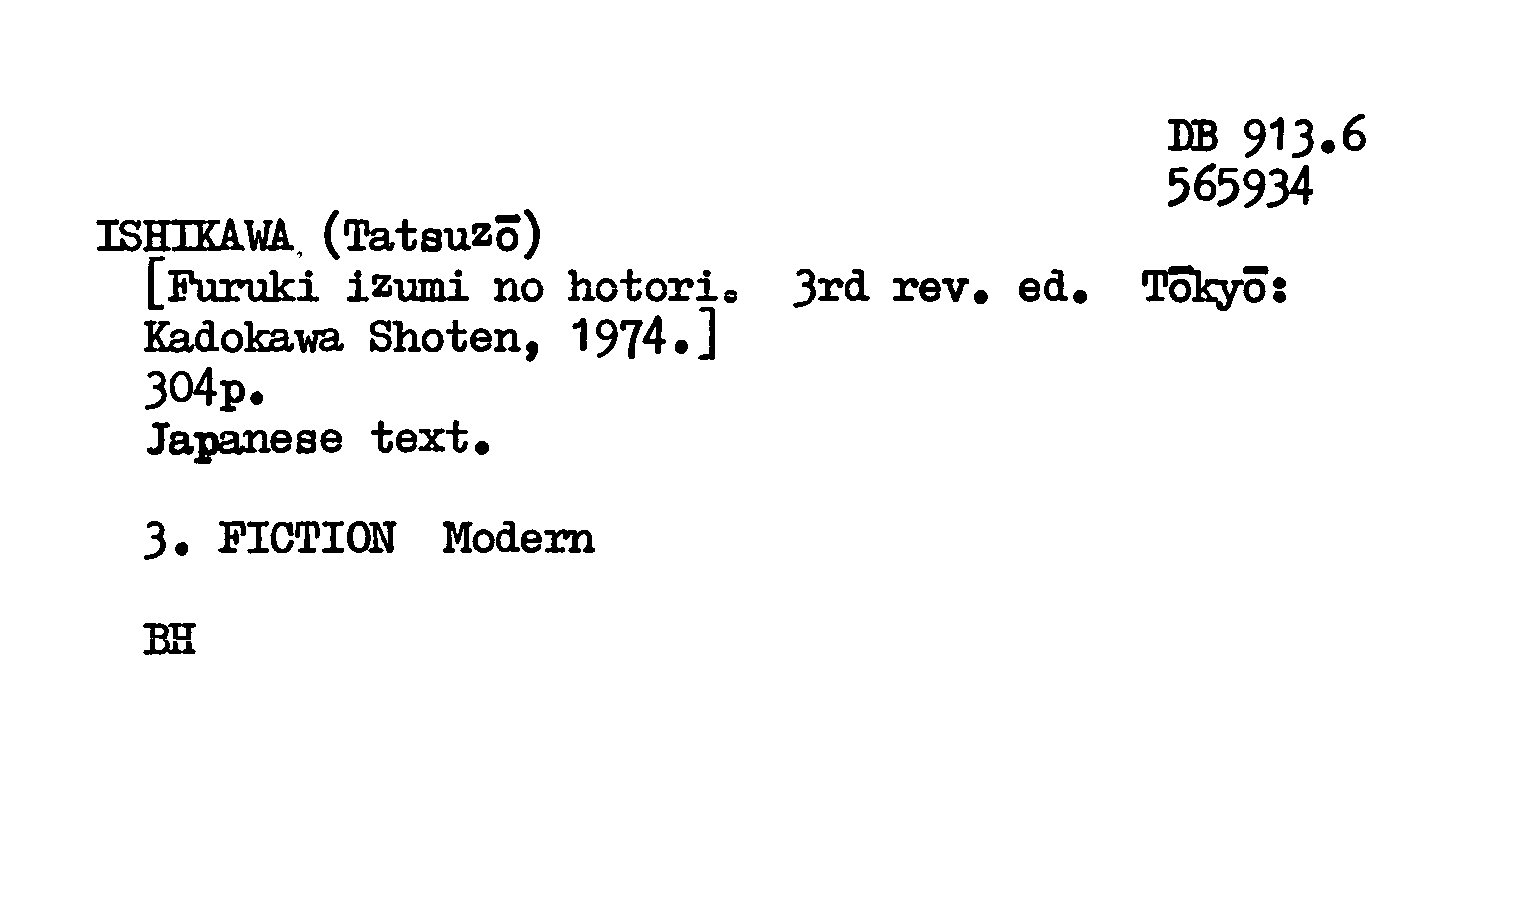 DB 913.6
565934
ISHIKAWA, (Tatsuzō)
[Furuki izumi no hotori. 3rd rev. ed. Tōkyō:
Kadokawa Shoten, 1974.]
304p.
Japanese text.
3. FICTION Modern
BH